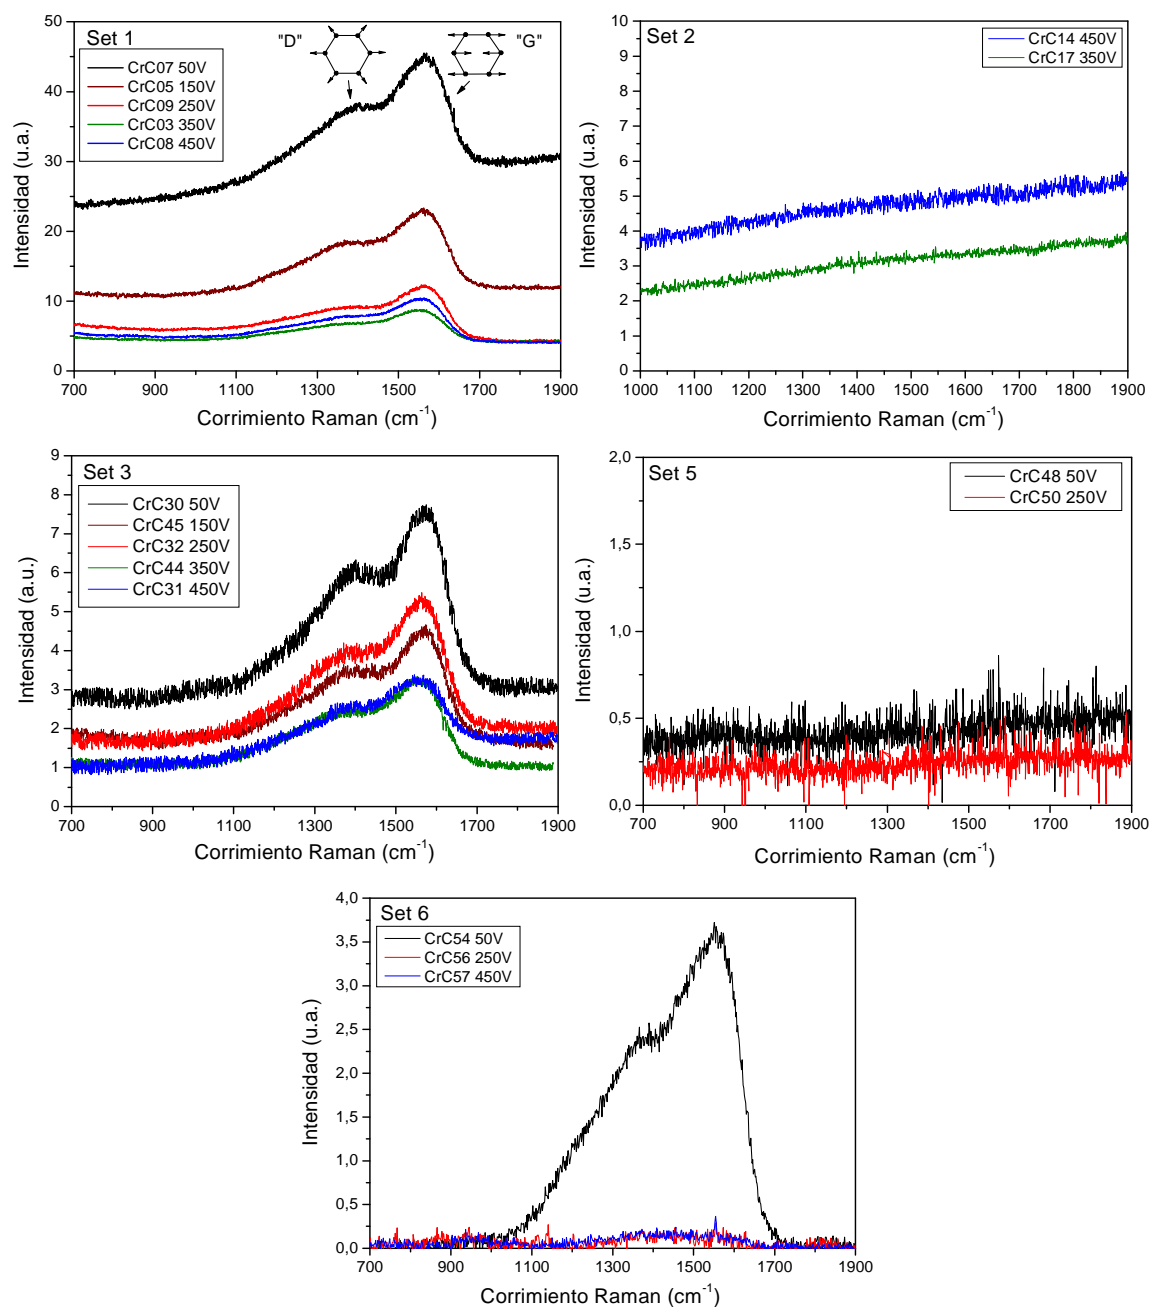 Set 1
"D"
"G"
CrC07 50V
CrC05 150V
CrC09 250V
CrC03 350V
CrC08 450V
50
40
30
20
10
0
Intensidad (u.a.)
700 900 1100 1300 1500 1700 1900
Corrimiento Raman (cm⁻¹)
Set 2
CrC14 450V
CrC17 350V
10
9
8
7
6
5
4
3
2
1
0
Intensidad (u.a.)
1000 1100 1200 1300 1400 1500 1600 1700 1800 1900
Corrimiento Raman (cm⁻¹)
Set 3
CrC30 50V
CrC45 150V
CrC32 250V
CrC44 350V
CrC31 450V
9
8
7
6
5
4
3
2
1
0
Intensidad (a.u.)
700 900 1100 1300 1500 1700 1900
Corrimiento Raman (cm⁻¹)
Set 5
CrC48 50V
CrC50 250V
2,0
1,5
1,0
0,5
0,0
Intensidad (u.a.)
700 900 1100 1300 1500 1700 1900
Corrimiento Raman (cm⁻¹)
Set 6
CrC54 50V
CrC56 250V
CrC57 450V
4,0
3,5
3,0
2,5
2,0
1,5
1,0
0,5
0,0
Intensidad (u.a.)
700 900 1100 1300 1500 1700 1900
Corrimiento Raman (cm⁻¹)